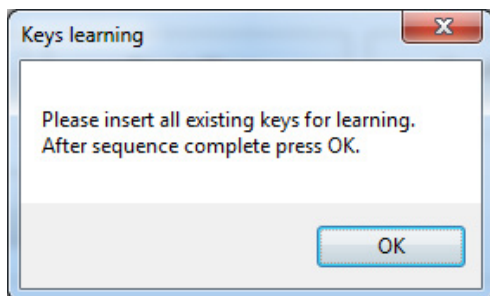 Keys learning
Please insert all existing keys for learning.
After sequence complete press OK.
OK